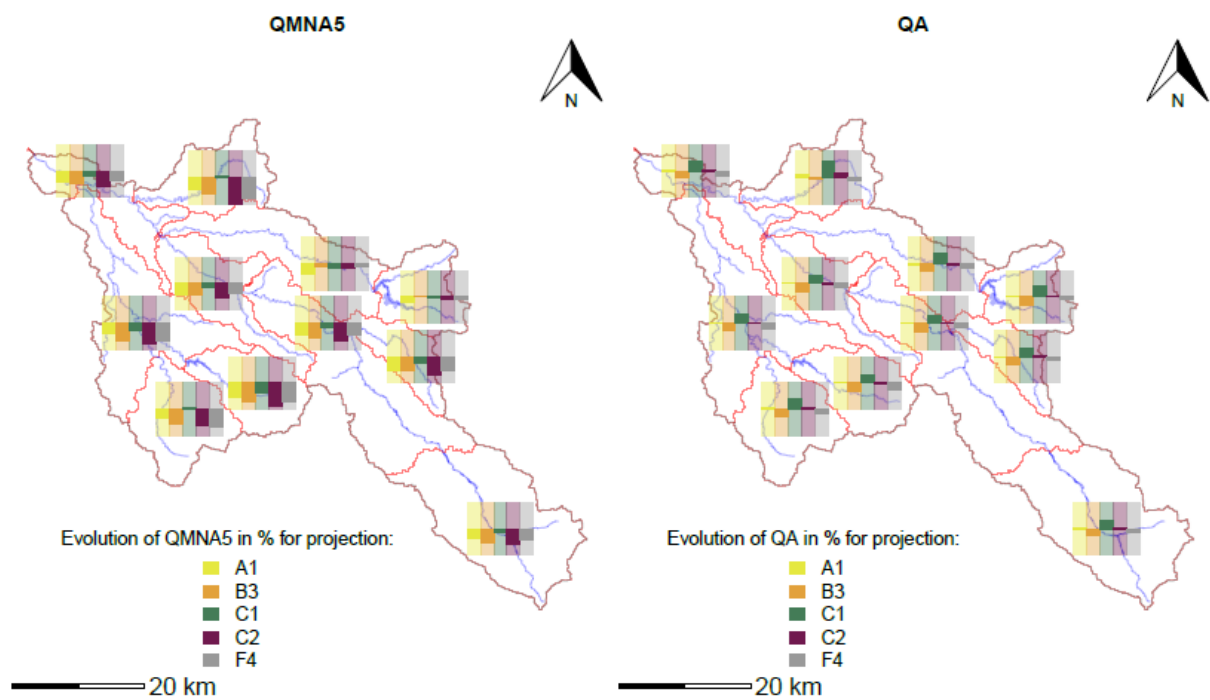 QMNA5
N
Evolution of QMNA5 in % for projection:
A1
B3
C1
C2
F4
20 km
QA
N
Evolution of QA in % for projection:
A1
B3
C1
C2
F4
20 km